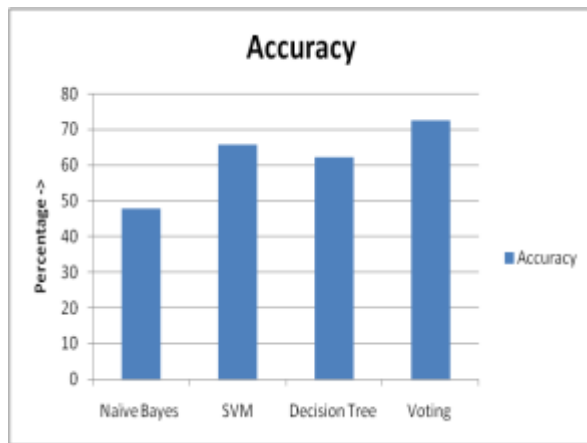 Accuracy
Percentage ->
80
70
60
50
40
30
20
10
0
Naive Bayes
SVM
Decision Tree
Voting
Accuracy